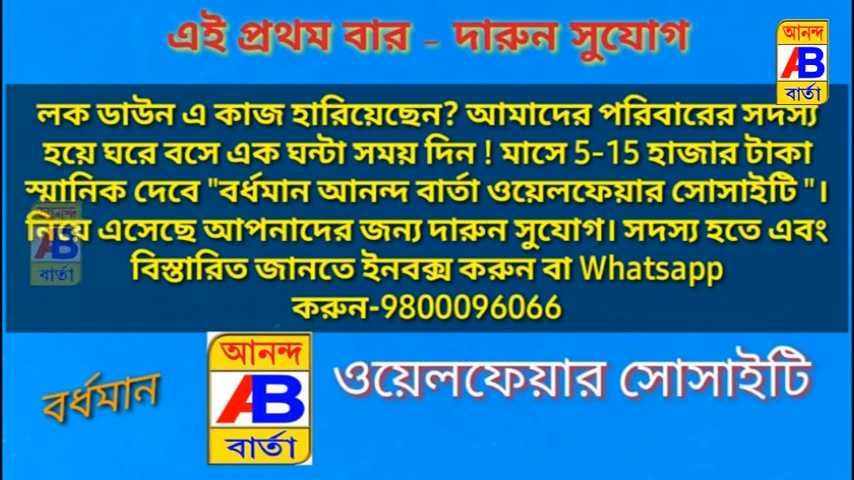 এই প্রথম বার - দারুন সুযোগ
আনন্দ
AB
বার্তা
লক ডাউন এ কাজ হারিয়েছেন? আমাদের পরিবারের সদস্য
হয়ে ঘরে বসে এক ঘন্টা সময় দিন ! মাসে 5-15 হাজার টাকা
স্মানিক দেবে "বর্ধমান আনন্দ বার্তা ওয়েলফেয়ার সোসাইটি "।
নিয়ে এসেছে আপনাদের জন্য দারুন সুযোগ। সদস্য হতে এবং
বিস্তারিত জানতে ইনবক্স করুন বা Whatsapp
করুন-9800096066
আনন্দ
AB
বার্তা
বর্ধমান
আনন্দ
AB
বার্তা
ওয়েলফেয়ার সোসাইটি